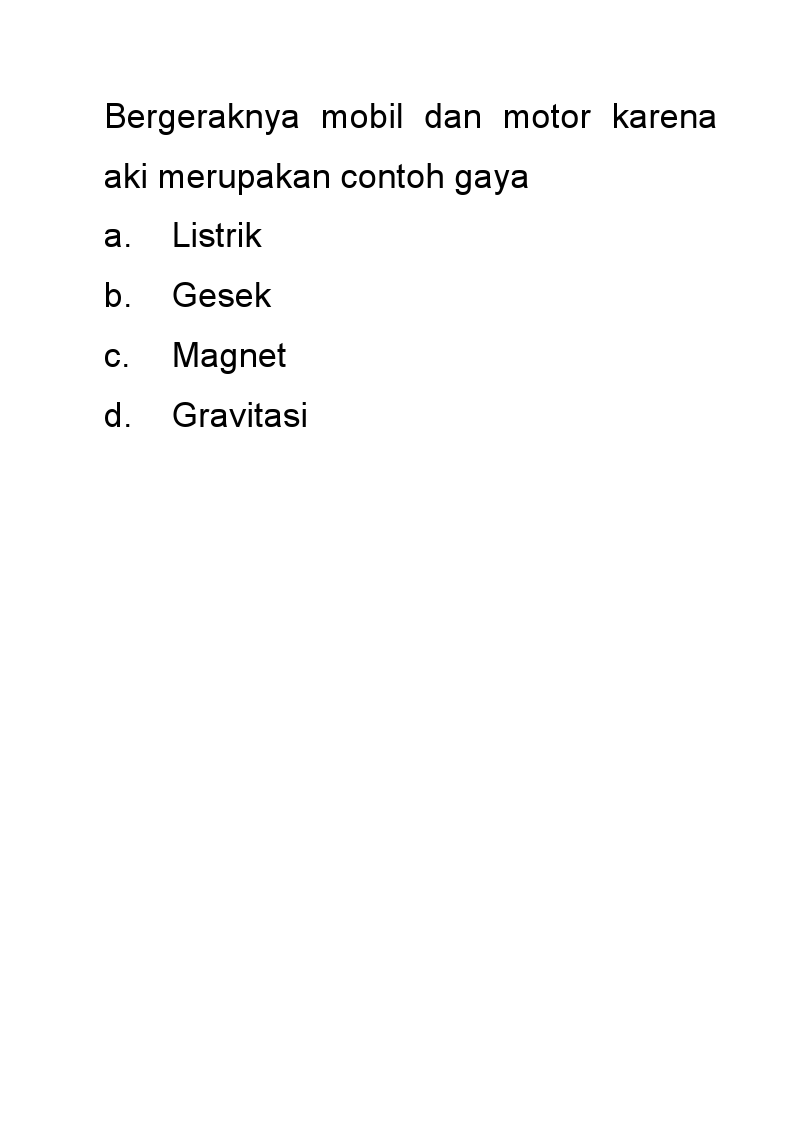 Bergeraknya mobil dan motor karena
aki merupakan contoh gaya
a. Listrik
b. Gesek
c. Magnet
d. Gravitasi